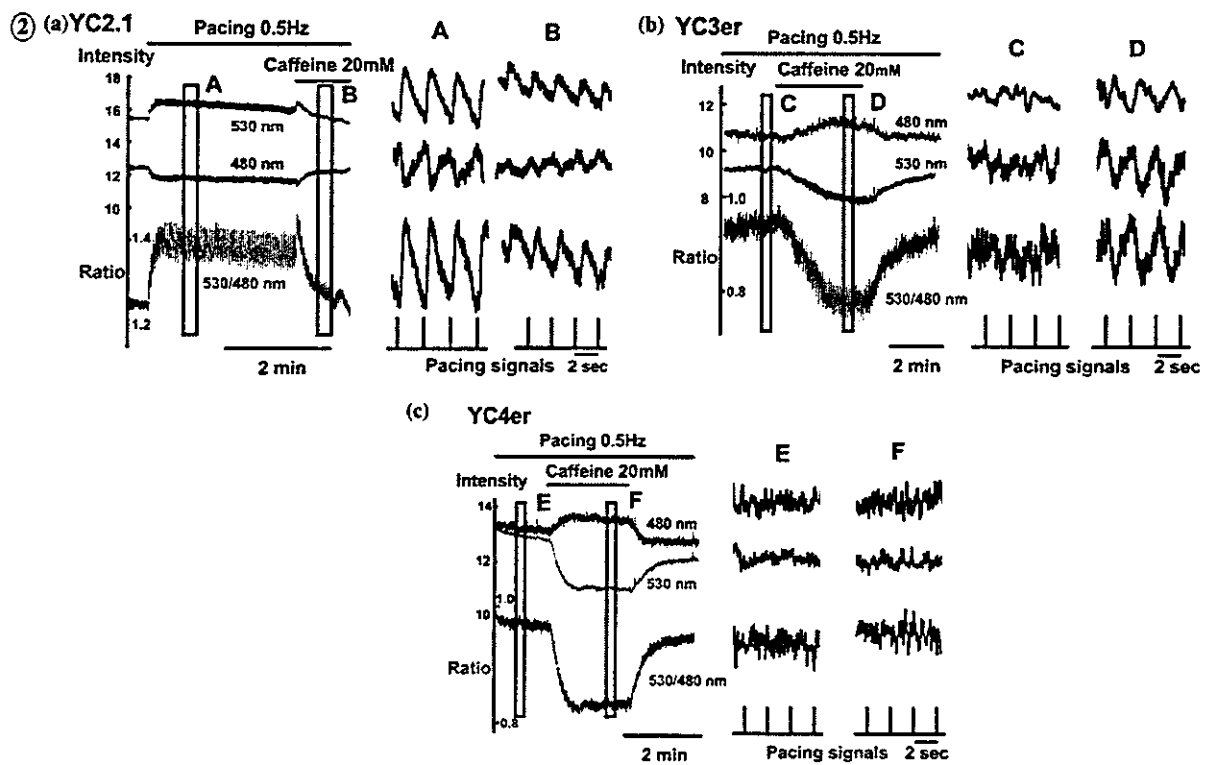 ② (a) YC2.1
Pacing 0.5Hz
Intensity
Caffeine 20mM
18
16
14
12
10
1.4
Ratio
1.2
A
B
530 nm
480 nm
530/480 nm
2 min
A
B
Pacing signals 2 sec
(b) YC3er
Pacing 0.5Hz
Intensity
Caffeine 20mM
12
10
8
1.0
Ratio
0.8
C
D
480 nm
530 nm
530/480 nm
2 min
C
D
Pacing signals 2 sec
(c) YC4er
Pacing 0.5Hz
Caffeine 20mM
Intensity
14
12
1.0
10
Ratio
0.8
E
F
480 nm
530 nm
530/480 nm
2 min
E
F
Pacing signals 2 sec